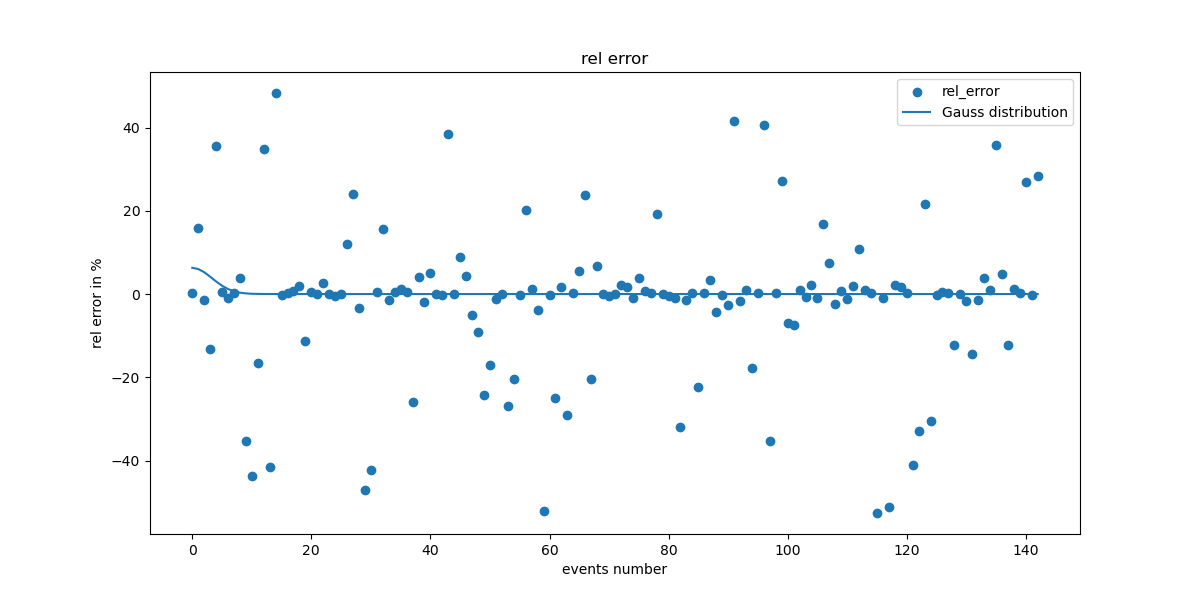 rel error
rel_error
Gauss distribution
40
20
0
−20
−40
rel error in %
0
20
40
60
80
100
120
140
events number